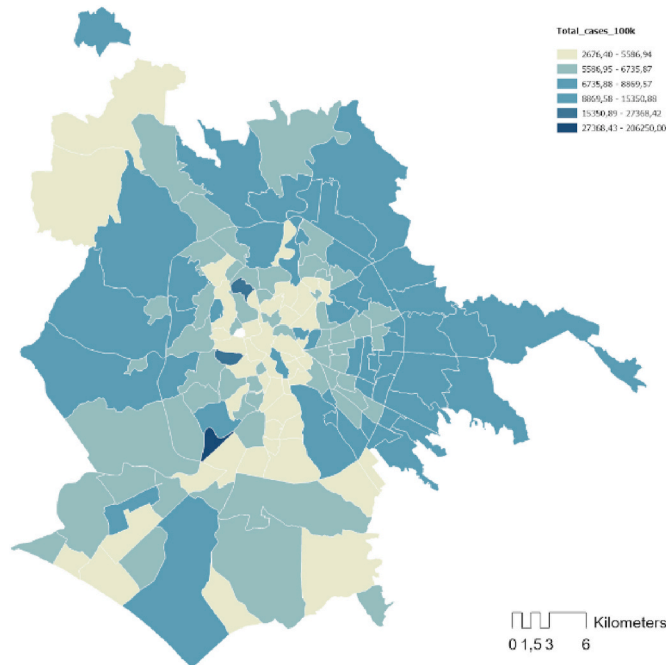 Total_cases_100k
2676,40 - 5586,94
5586,95 - 6735,87
6735,88 - 8869,57
8869,58 - 15350,88
15350,89 - 27368,42
27368,43 - 206250,00
Kilometers
0 1,5 3 6